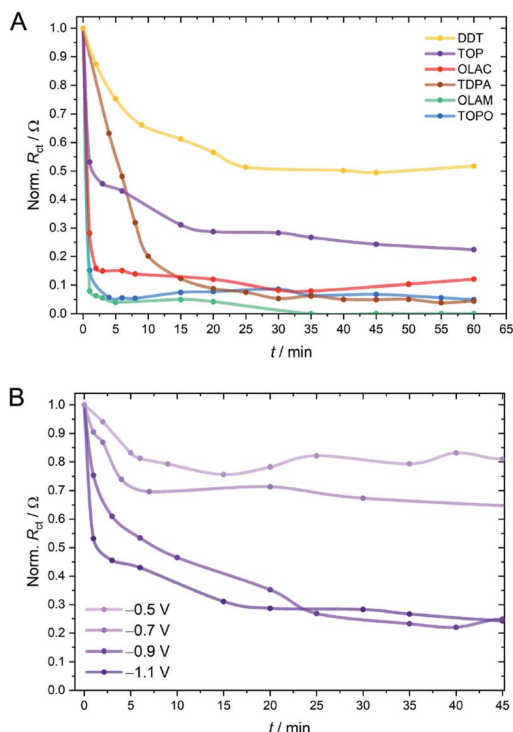 A
Norm. Rct / Ω
1.0
0.9
0.8
0.7
0.6
0.5
0.4
0.3
0.2
0.1
0.0
DDT
TOP
OLAC
TDPA
OLAM
TOPO
0 5 10 15 20 25 30 35 40 45 50 55 60 65
t / min
B
Norm. Rct / Ω
1.0
0.9
0.8
0.7
0.6
0.5
0.4
0.3
0.2
0.1
0.0
−0.5 V
−0.7 V
−0.9 V
−1.1 V
0 5 10 15 20 25 30 35 40 45
t / min